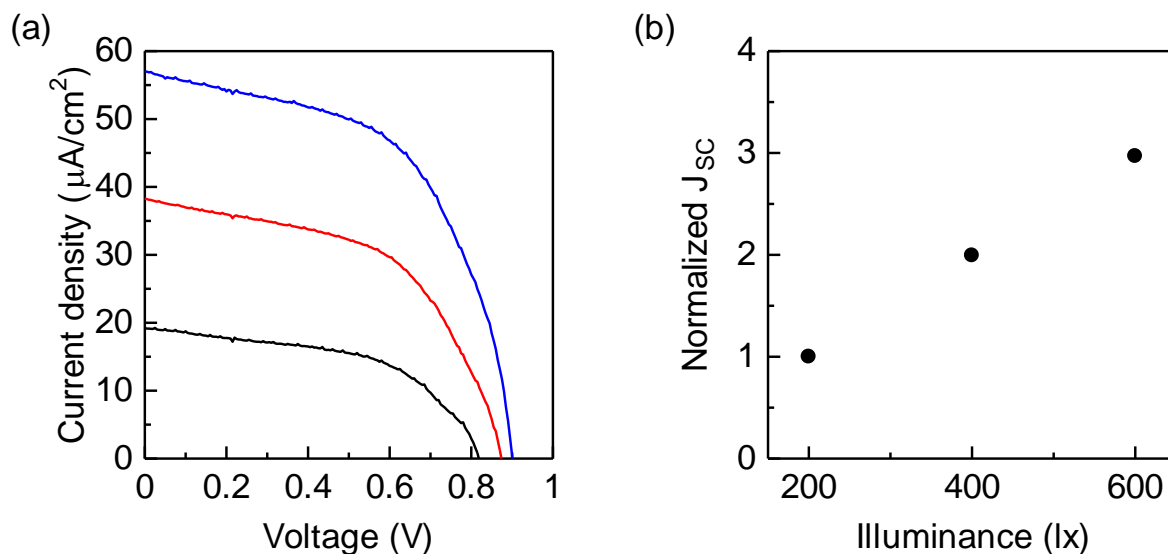 (a)
60
50
40
30
20
10
0
Current density (μA/cm²)
0 0.2 0.4 0.6 0.8 1
Voltage (V)
(b)
4
3
2
1
0
Normalized J_SC
200 400 600
Illuminance (lx)